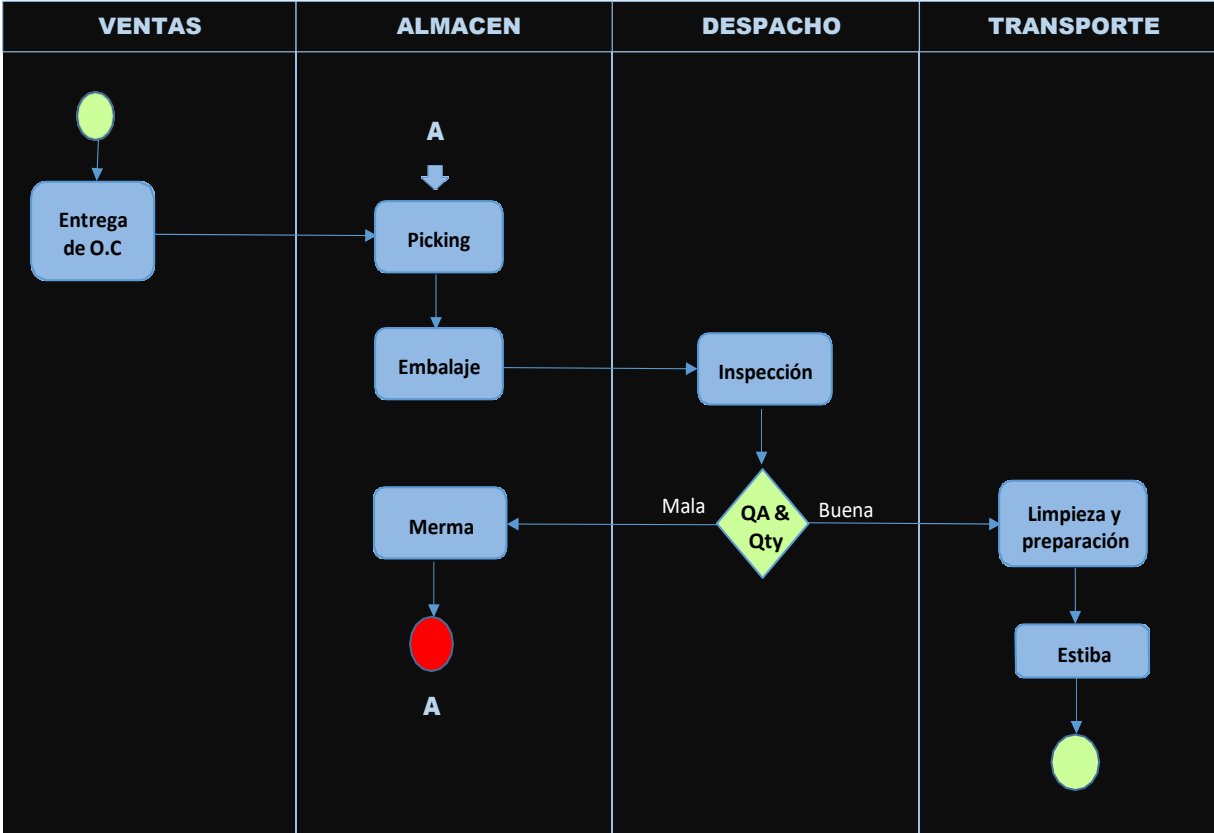 VENTAS
ALMACEN
DESPACHO
TRANSPORTE
A
Entrega
de O.C
Picking
Embalaje
Inspección
Mala
QA &
Qty
Buena
Merma
Limpieza y
preparación
Estiba
A